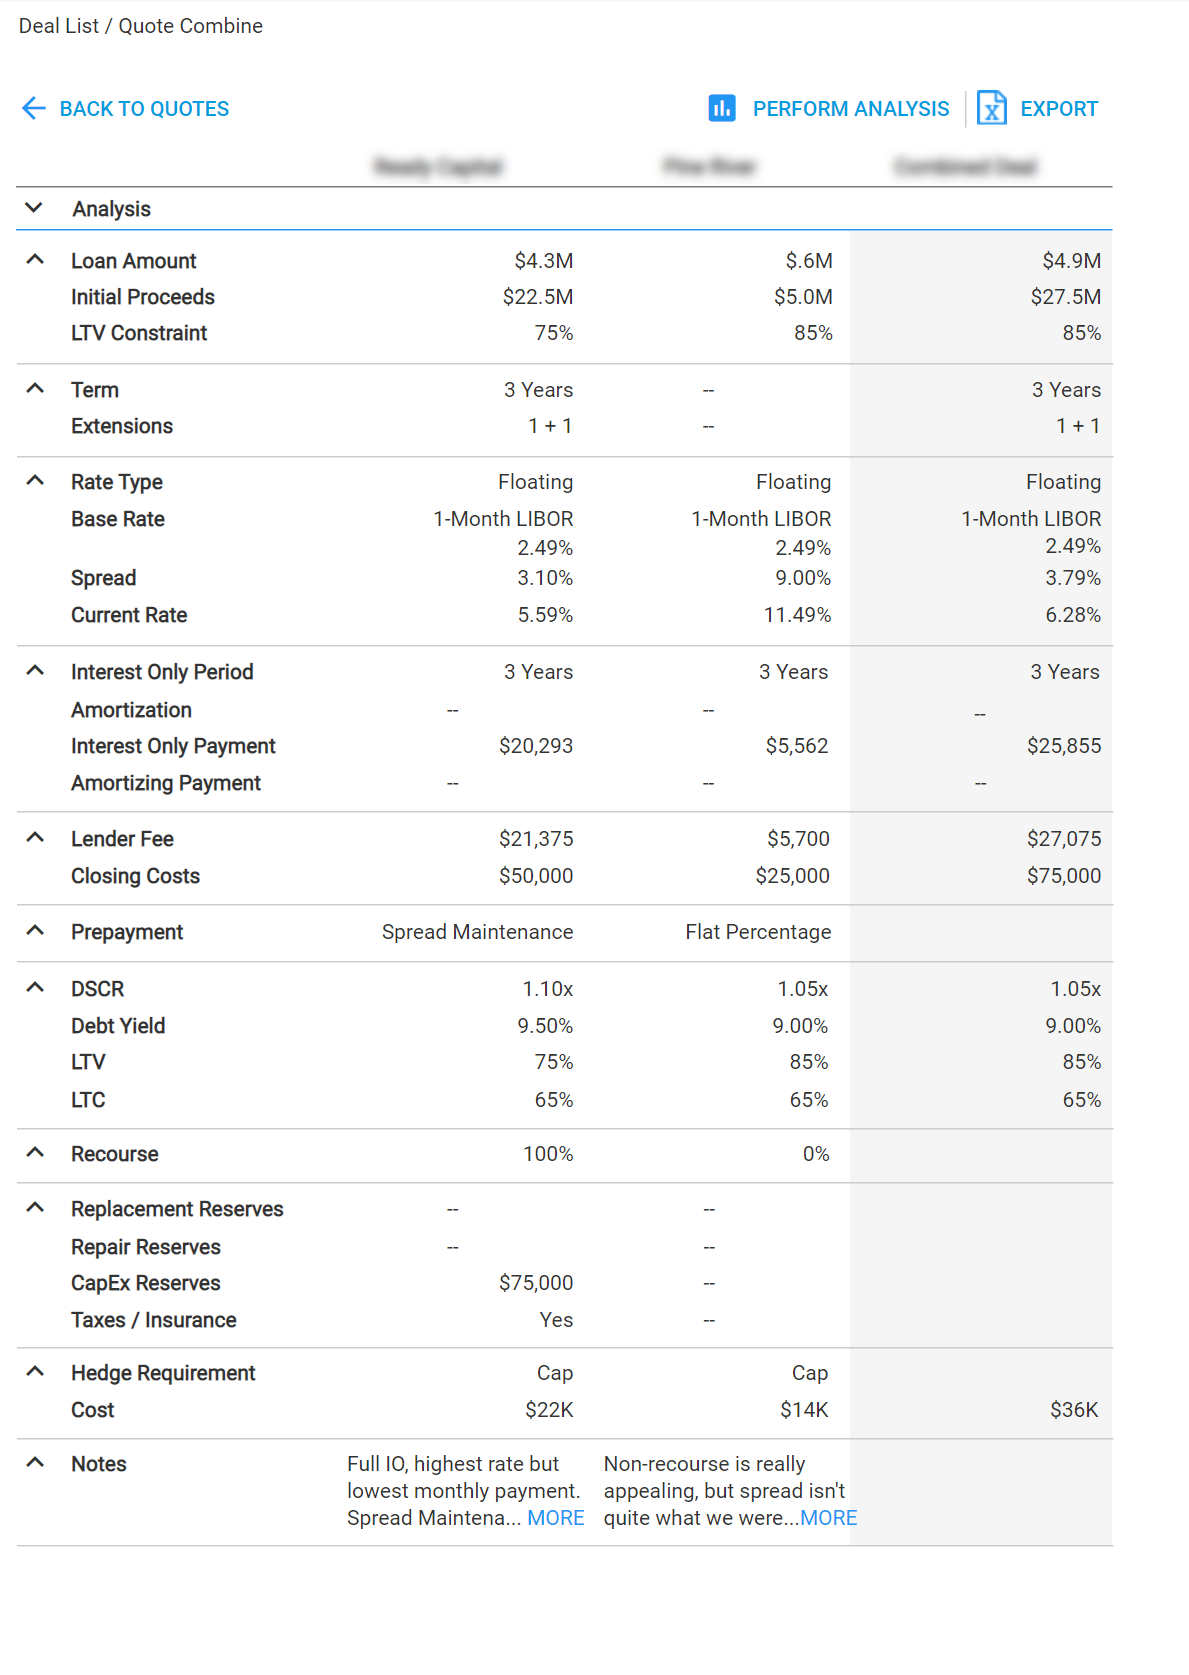 Deal List / Quote Combine
BACK TO QUOTES PERFORM ANALYSIS EXPORT
Analysis
Loan Amount $4.3M $.6M $4.9M
Initial Proceeds $22.5M $5.0M $27.5M
LTV Constraint 75% 85% 85%
Term 3 Years -- 3 Years
Extensions 1 + 1 -- 1 + 1
Rate Type Floating Floating Floating
Base Rate 1-Month LIBOR 1-Month LIBOR 1-Month LIBOR
2.49% 2.49% 2.49%
Spread 3.10% 9.00% 3.79%
Current Rate 5.59% 11.49% 6.28%
Interest Only Period 3 Years 3 Years 3 Years
Amortization -- -- --
Interest Only Payment $20,293 $5,562 $25,855
Amortizing Payment -- -- --
Lender Fee $21,375 $5,700 $27,075
Closing Costs $50,000 $25,000 $75,000
Prepayment Spread Maintenance Flat Percentage
DSCR 1.10x 1.05x 1.05x
Debt Yield 9.50% 9.00% 9.00%
LTV 75% 85% 85%
LTC 65% 65% 65%
Recourse 100% 0%
Replacement Reserves -- --
Repair Reserves -- --
CapEx Reserves $75,000 --
Taxes / Insurance Yes --
Hedge Requirement Cap Cap
Cost $22K $14K $36K
Notes Full IO, highest rate but Non-recourse is really
lowest monthly payment. appealing, but spread isn't
Spread Maintena... MORE quite what we were...MORE